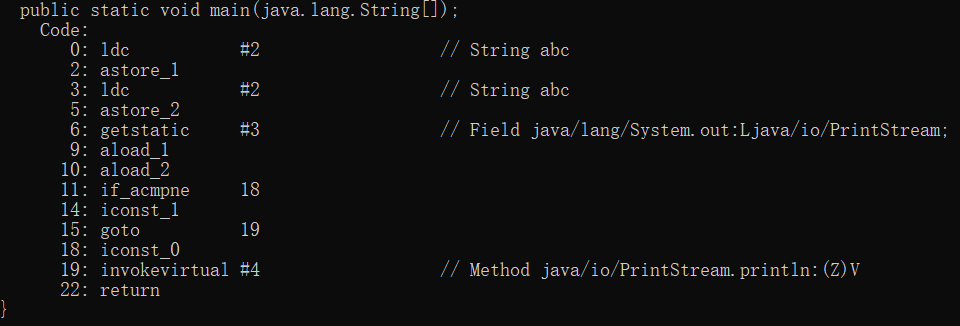 public static void main(java.lang.String[]);
Code:
0: ldc #2 // String abc
2: astore_1
3: ldc #2 // String abc
5: astore_2
6: getstatic #3 // Field java/lang/System.out:Ljava/io/PrintStream;
9: aload_1
10: aload_2
11: if_acmpne 18
14: iconst_1
15: goto 19
18: iconst_0
19: invokevirtual #4 // Method java/io/PrintStream.println:(Z)V
22: return
}